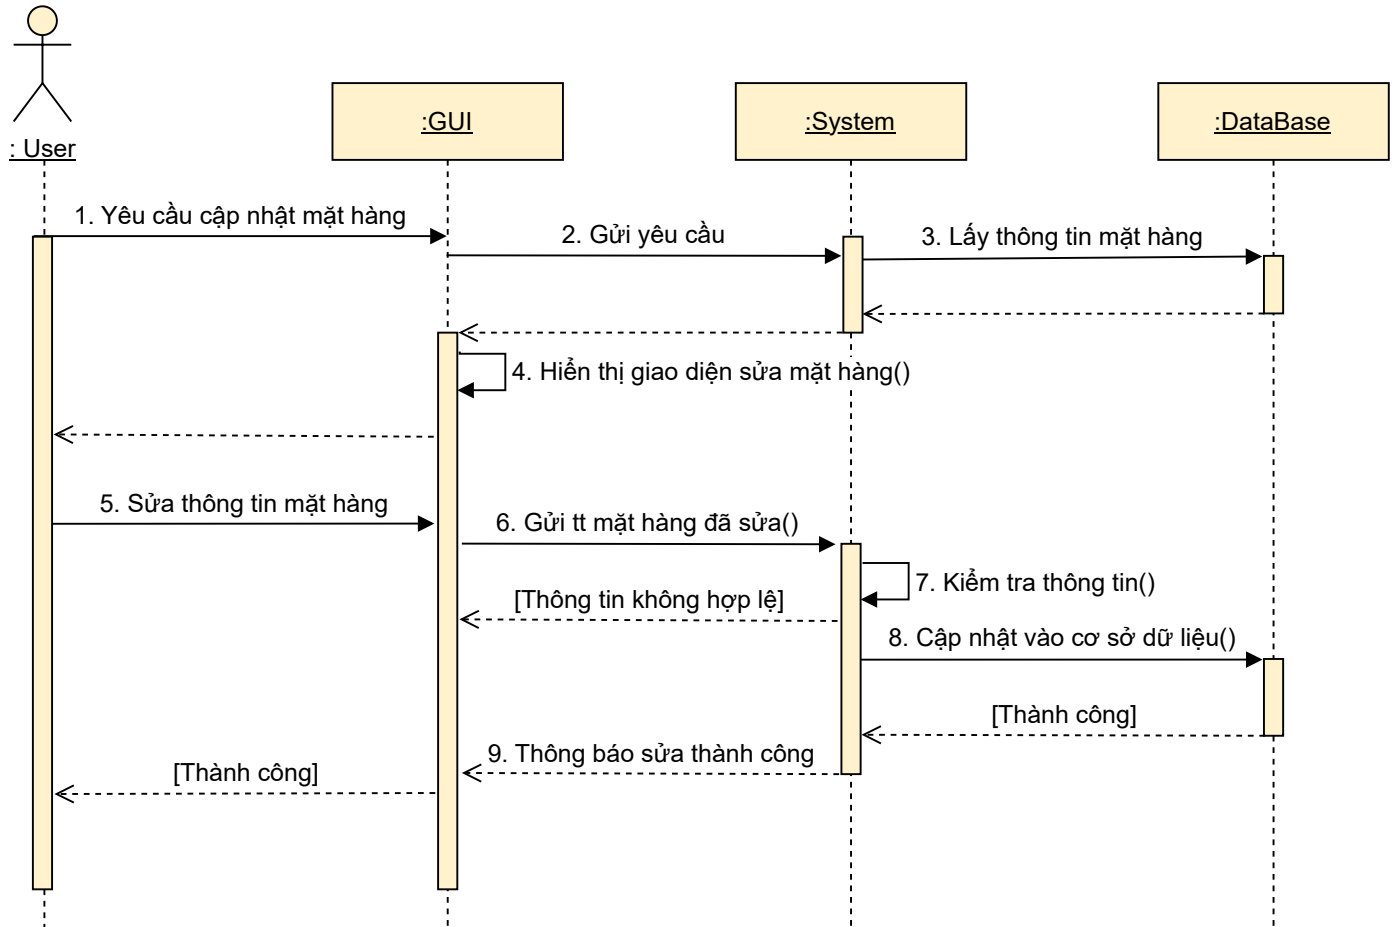 :GUI
:System
:DataBase
: User
1. Yêu cầu cập nhật mặt hàng
2. Gửi yêu cầu
3. Lấy thông tin mặt hàng
4. Hiển thị giao diện sửa mặt hàng()
5. Sửa thông tin mặt hàng
6. Gửi tt mặt hàng đã sửa()
7. Kiểm tra thông tin()
[Thông tin không hợp lệ]
8. Cập nhật vào cơ sở dữ liệu()
[Thành công]
9. Thông báo sửa thành công
[Thành công]